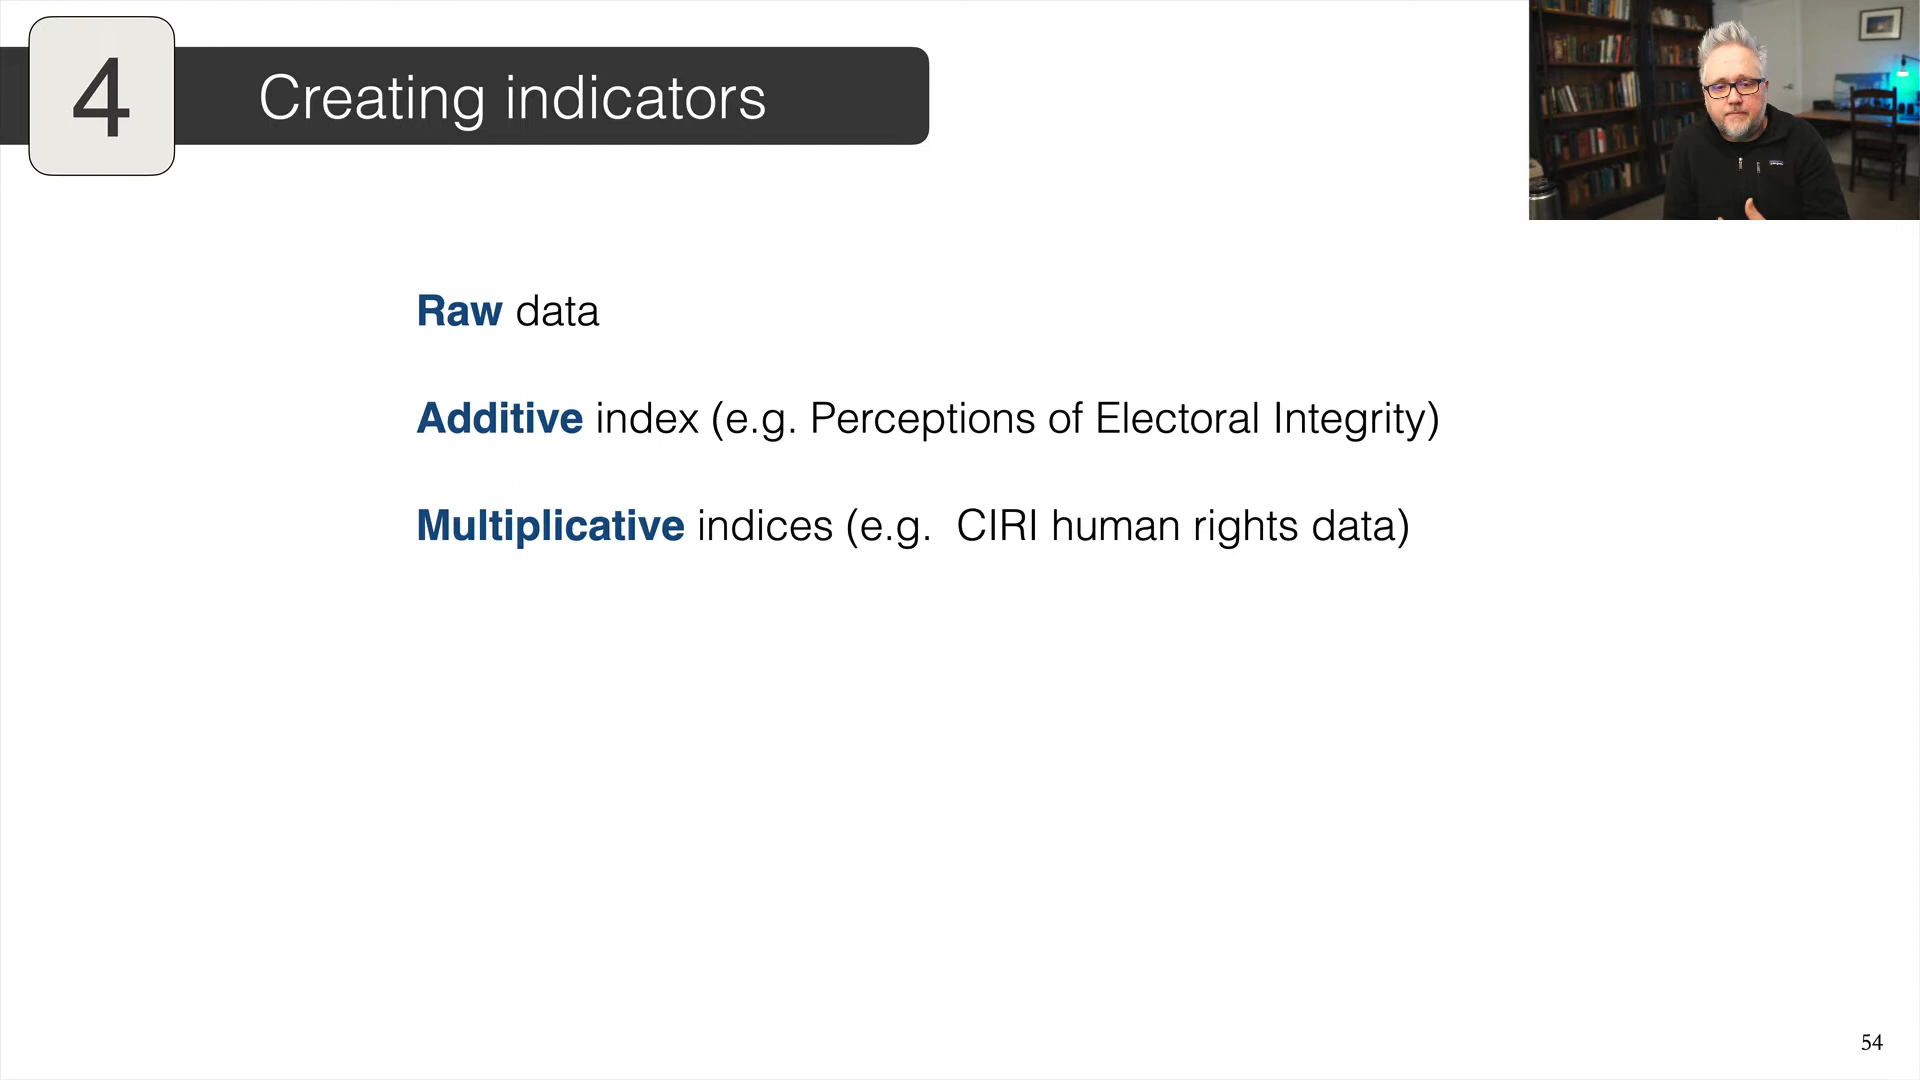 4
Creating indicators
Raw data
Additive index (e.g. Perceptions of Electoral Integrity)
Multiplicative indices (e.g.  CIRI human rights data)
54